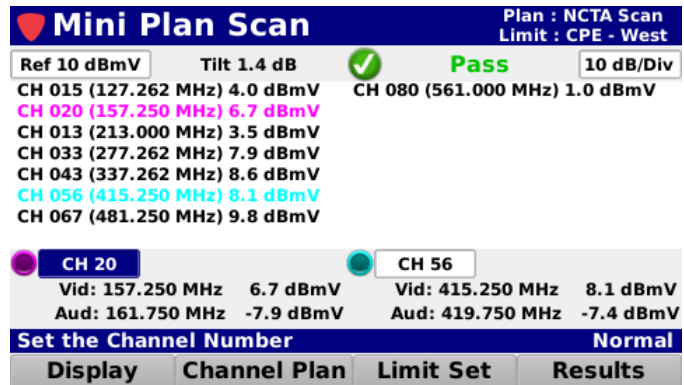 Mini Plan Scan
Plan : NCTA Scan
Limit : CPE - West
Ref 10 dBmV Tilt 1.4 dB Pass 10 dB/Div
CH 015 (127.262 MHz) 4.0 dBmV CH 080 (561.000 MHz) 1.0 dBmV
CH 020 (157.250 MHz) 6.7 dBmV
CH 013 (213.000 MHz) 3.5 dBmV
CH 033 (277.262 MHz) 7.9 dBmV
CH 043 (337.262 MHz) 8.6 dBmV
CH 056 (415.250 MHz) 8.1 dBmV
CH 067 (481.250 MHz) 9.8 dBmV
CH 20 CH 56
Vid: 157.250 MHz 6.7 dBmV Vid: 415.250 MHz 8.1 dBmV
Aud: 161.750 MHz -7.9 dBmV Aud: 419.750 MHz -7.4 dBmV
Set the Channel Number Normal
Display Channel Plan Limit Set Results